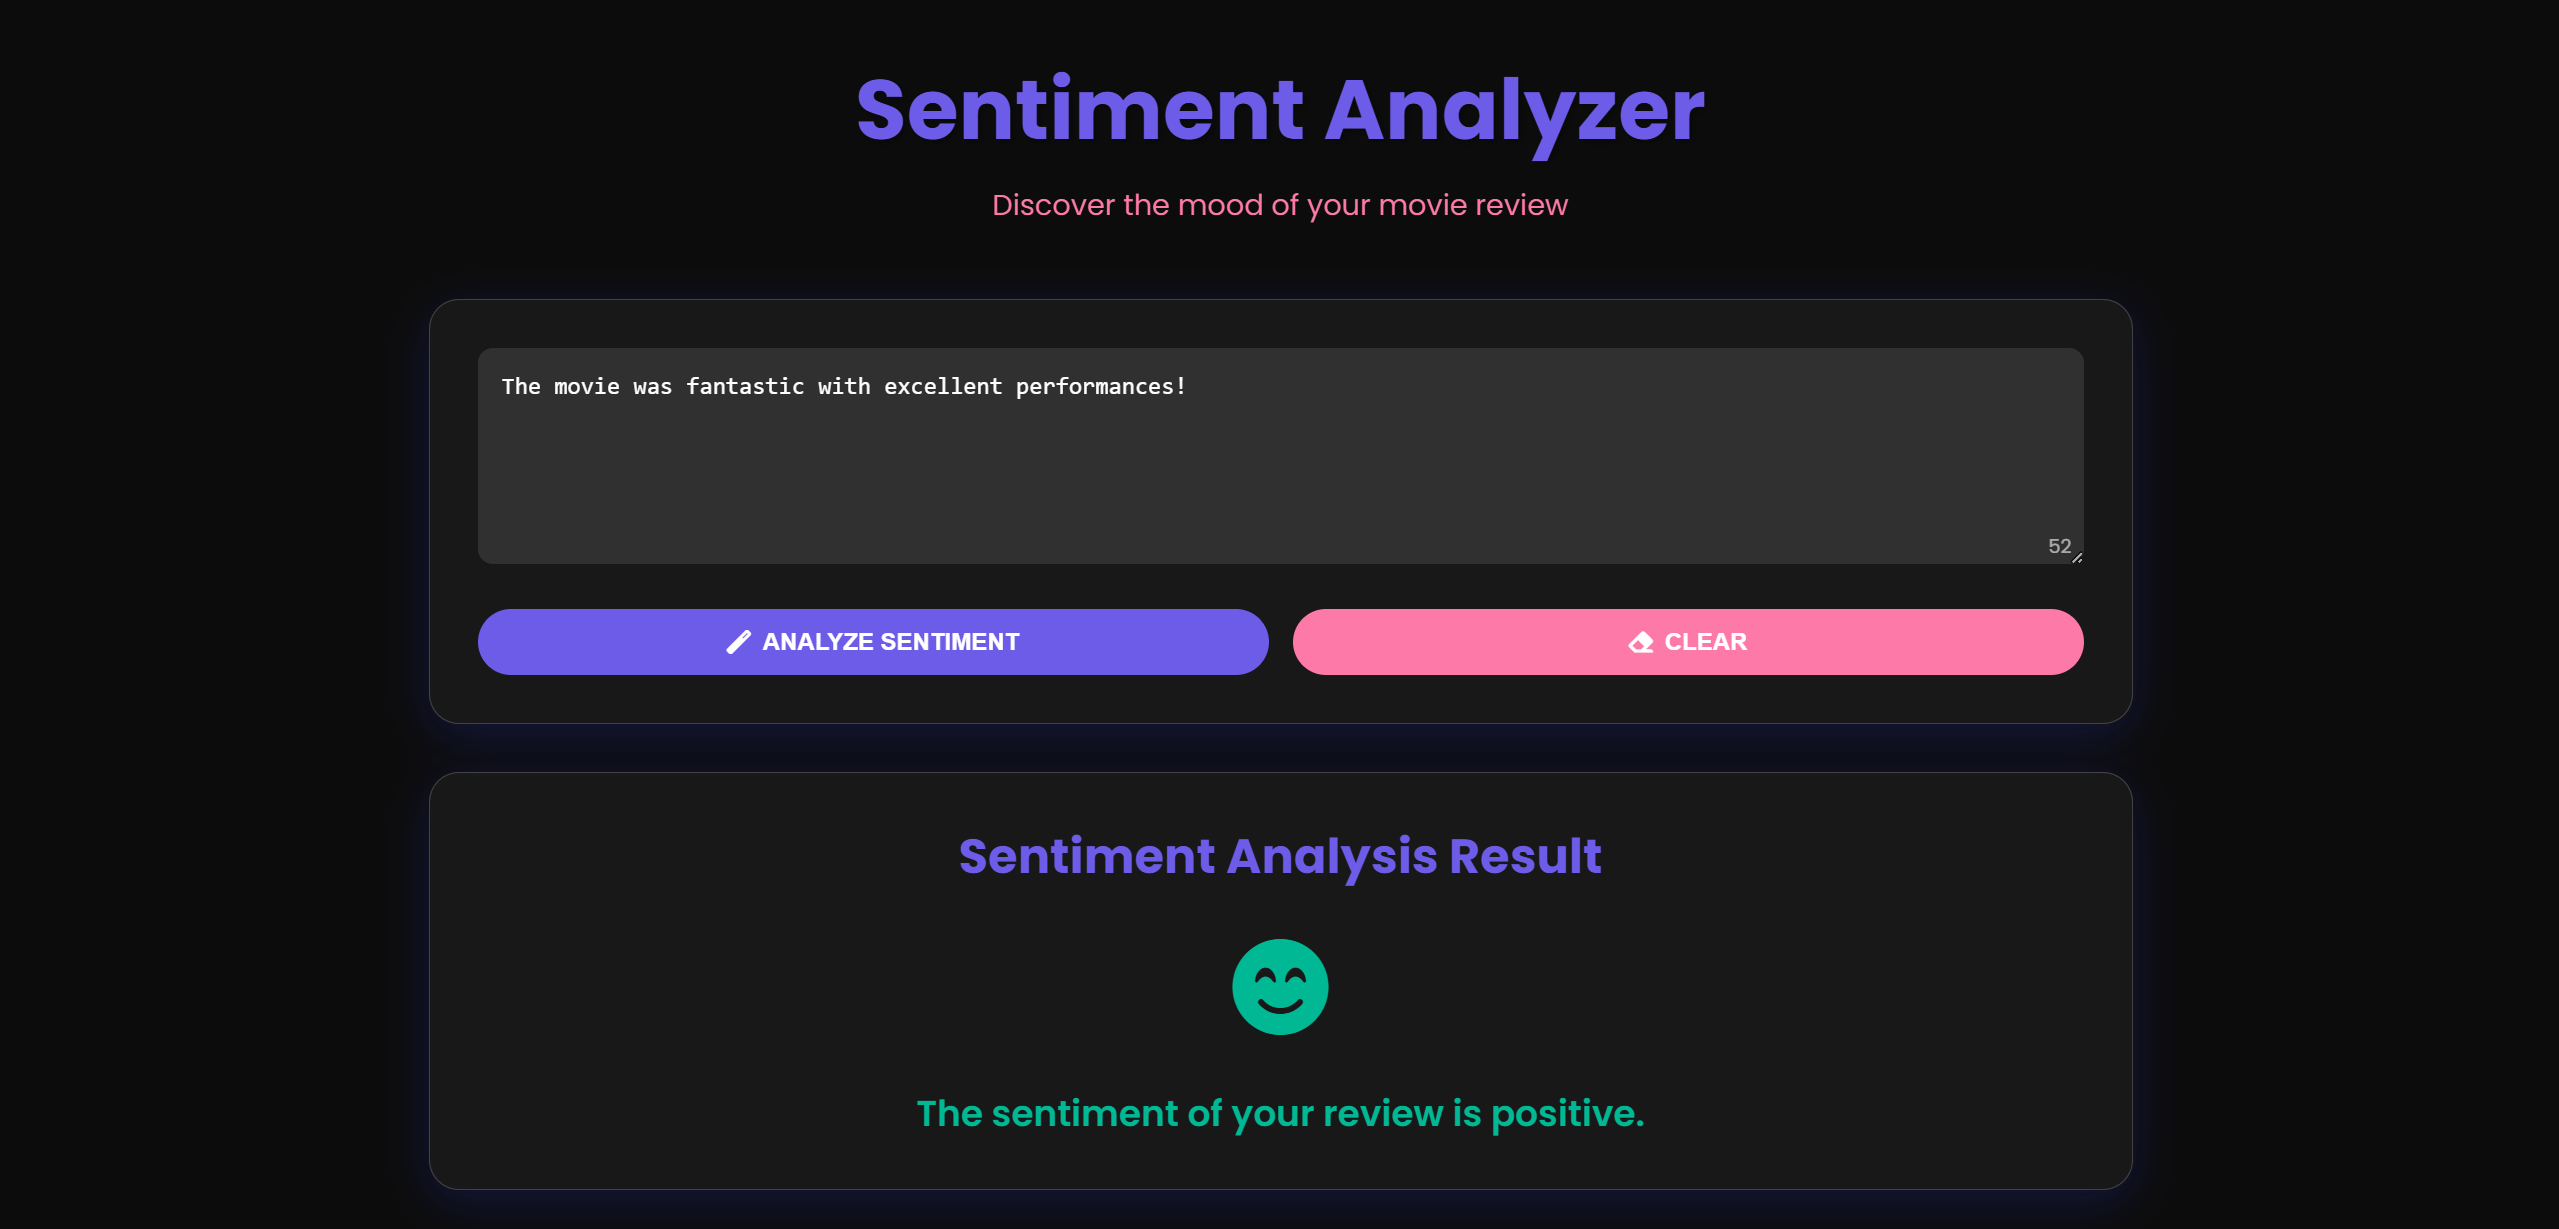 Sentiment Analyzer
Discover the mood of your movie review
The movie was fantastic with excellent performances!
52
ANALYZE SENTIMENT
CLEAR
Sentiment Analysis Result
The sentiment of your review is positive.